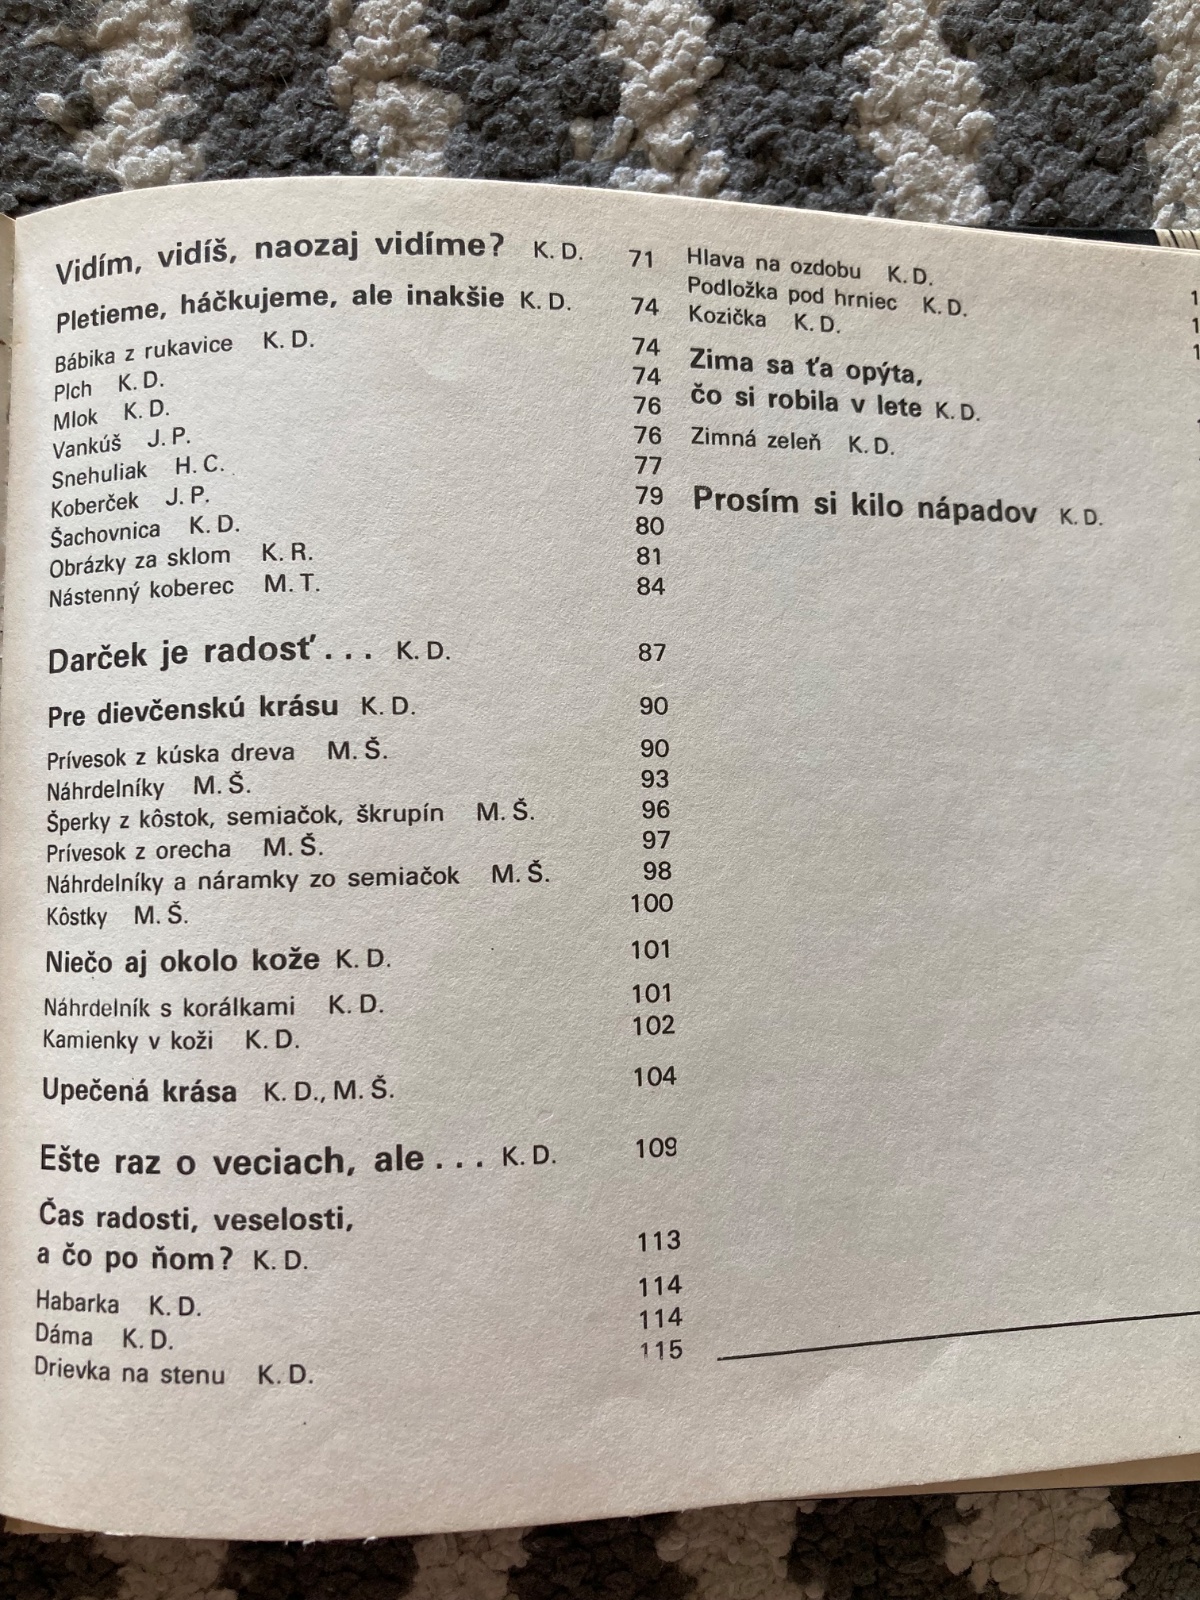 Vidím, vidíš, naozaj vidíme? K. D. 71
Pletieme, háčkujeme, ale inakšie K. D. 74
Bábika z rukavice K. D. 74
Plch K. D. 74
Mlok K. D. 76
Vankúš J. P. 76
Snehuliak H. C. 77
Koberček J. P. 79
Šachovnica K. D. 80
Obrázky za sklom K. R. 81
Nástenný koberec M. T. 84
Darček je radosť . . . K. D. 87
Pre dievčenskú krásu K. D. 90
Prívesok z kúska dreva M. Š. 90
Náhrdelníky M. Š. 93
Šperky z kôstok, semiačok, škrupín M. Š. 96
Prívesok z orecha M. Š. 97
Náhrdelníky a náramky zo semiačok M. Š. 98
Kôstky M. Š. 100
Niečo aj okolo kože K. D. 101
Náhrdelník s korálkami K. D. 101
Kamienky v koži K. D. 102
Upečená krása K. D., M. Š. 104
Ešte raz o veciach, ale . . . K. D. 109
Čas radosti, veselosti,
a čo po ňom? K. D. 113
Habarka K. D. 114
Dáma K. D. 114
Drievka na stenu K. D. 115
Hlava na ozdobu K. D.
Podložka pod hrniec K. D.
Kozička K. D.
Zima sa ťa opýta,
čo si robila v lete K. D.
Zimná zeleň K. D.
Prosím si kilo nápadov K. D.